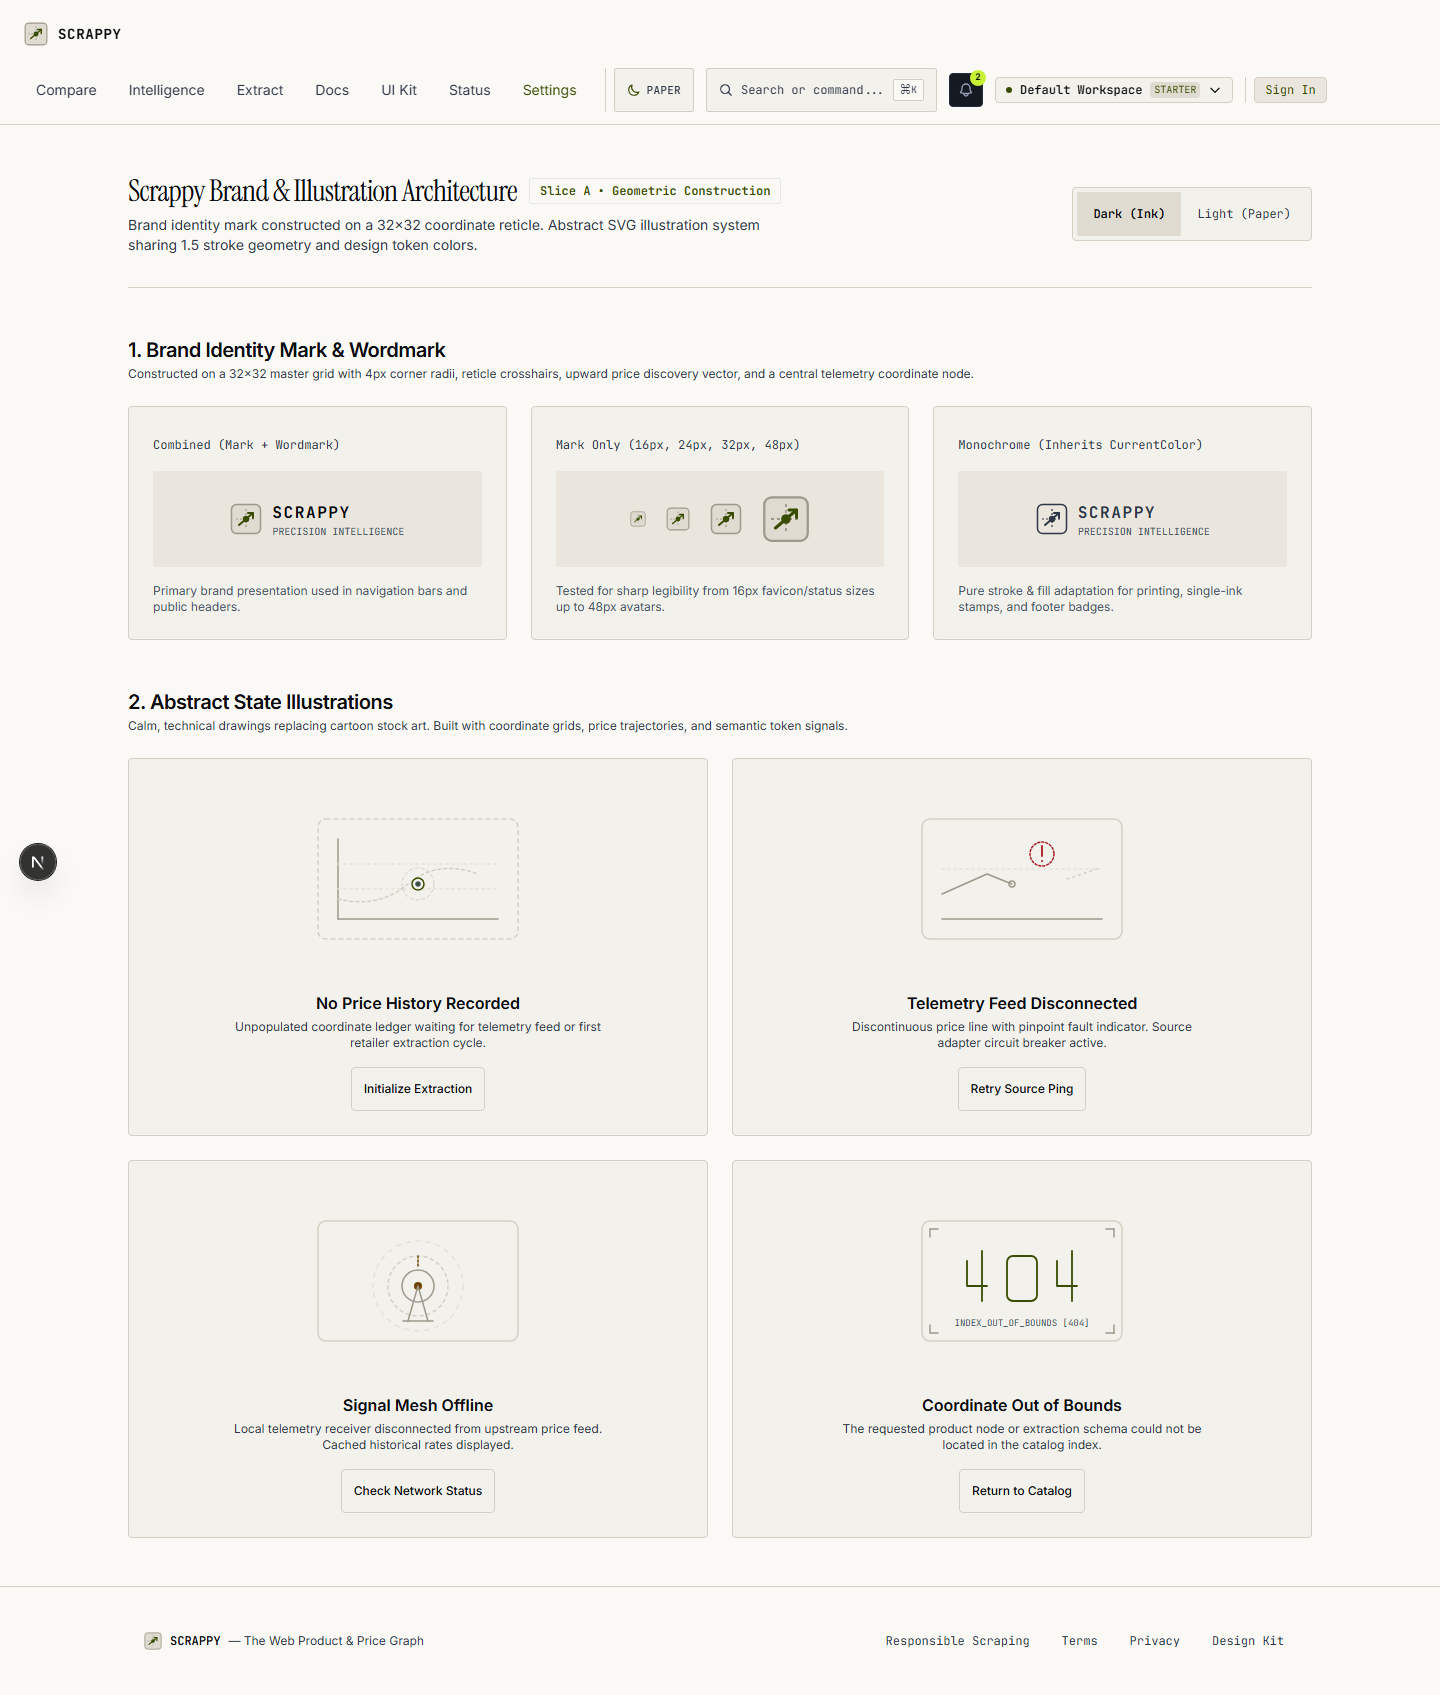 SCRAPPY
Compare Intelligence Extract Docs UI Kit Status Settings PAPER Search or command... ⌘K 2 Default Workspace STARTER Sign In
Scrappy Brand & Illustration Architecture Slice A • Geometric Construction
Brand identity mark constructed on a 32×32 coordinate reticle. Abstract SVG illustration system
sharing 1.5 stroke geometry and design token colors.
Dark (Ink) Light (Paper)
1. Brand Identity Mark & Wordmark
Constructed on a 32×32 master grid with 4px corner radii, reticle crosshairs, upward price discovery vector, and a central telemetry coordinate node.
Combined (Mark + Wordmark)
SCRAPPY
PRECISION INTELLIGENCE
Primary brand presentation used in navigation bars and
public headers.
Mark Only (16px, 24px, 32px, 48px)
Tested for sharp legibility from 16px favicon/status sizes
up to 48px avatars.
Monochrome (Inherits CurrentColor)
SCRAPPY
PRECISION INTELLIGENCE
Pure stroke & fill adaptation for printing, single-ink
stamps, and footer badges.
2. Abstract State Illustrations
Calm, technical drawings replacing cartoon stock art. Built with coordinate grids, price trajectories, and semantic token signals.
No Price History Recorded
Unpopulated coordinate ledger waiting for telemetry feed or first
retailer extraction cycle.
Initialize Extraction
Telemetry Feed Disconnected
Discontinuous price line with pinpoint fault indicator. Source
adapter circuit breaker active.
Retry Source Ping
N
Signal Mesh Offline
Local telemetry receiver disconnected from upstream price feed.
Cached historical rates displayed.
Check Network Status
404
INDEX_OUT_OF_BOUNDS [404]
Coordinate Out of Bounds
The requested product node or extraction schema could not be
located in the catalog index.
Return to Catalog
SCRAPPY — The Web Product & Price Graph
Responsible Scraping Terms Privacy Design Kit